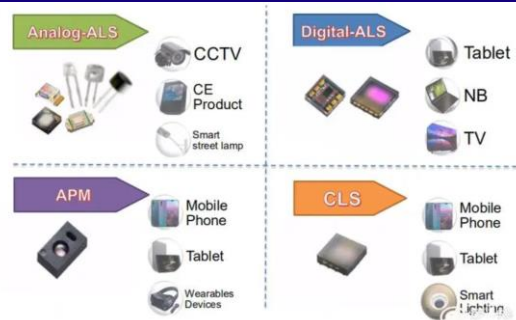 Analog-ALS
CCTV
CE
Product
Smart
street lamp
Digital-ALS
Tablet
NB
TV
APM
Mobile
Phone
Tablet
Wearables
Devices
CLS
Mobile
Phone
Tablet
Smart
Lighting